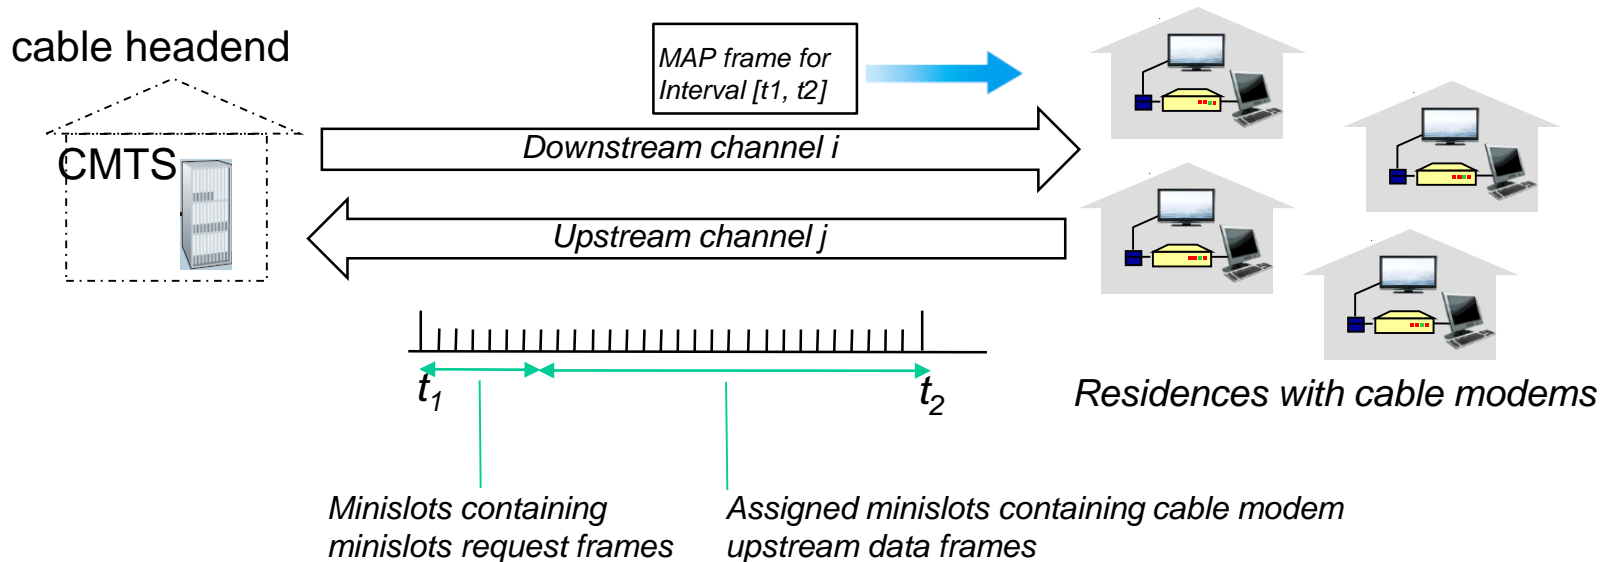 cable headend
MAP frame for
Interval [t1, t2]
CMTS
Downstream channel i
Upstream channel j
t1
t2
Residences with cable modems
Minislots containing
minislots request frames
Assigned minislots containing cable modem
upstream data frames